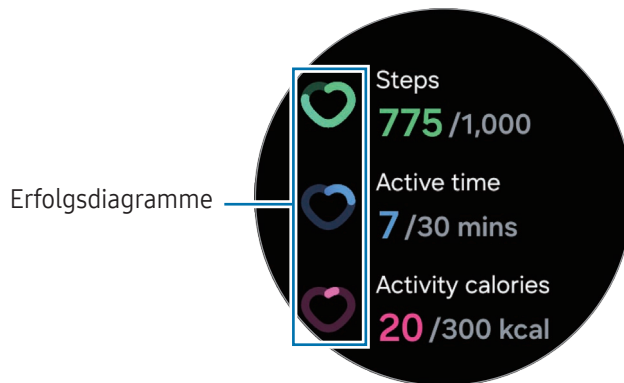 Steps
775 /1,000
Erfolgsdiagramme
Active time
7 /30 mins
Activity calories
20 /300 kcal